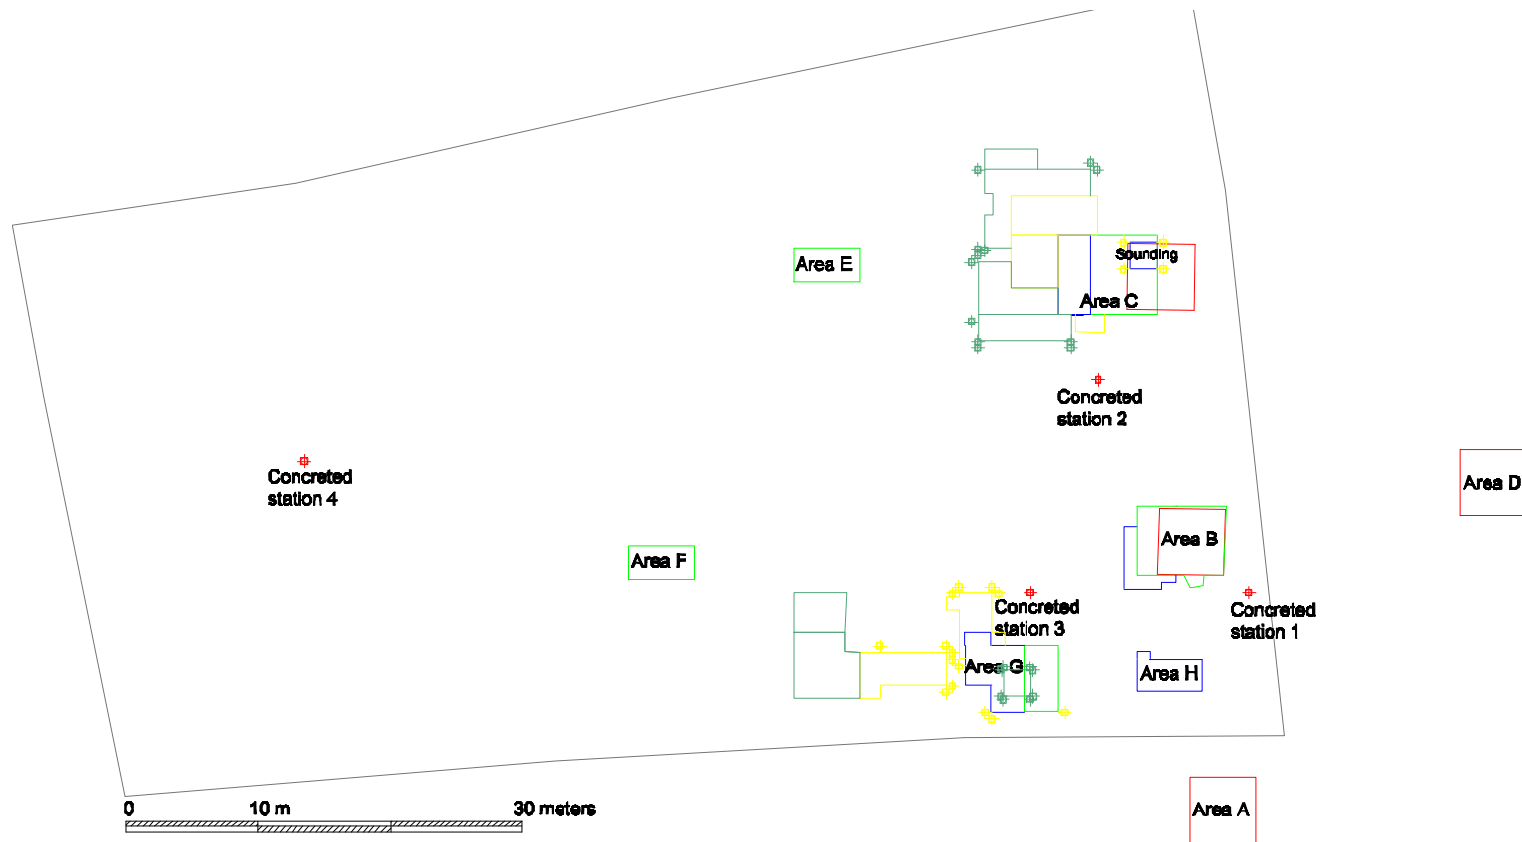 Sounding
Area E
Area C
Concreted
station 2
Concreted
station 4
Area D
Area B
Area F
Concreted
station 3
Concreted
station 1
Area G
Area H
0 10 m 30 meters
Area A